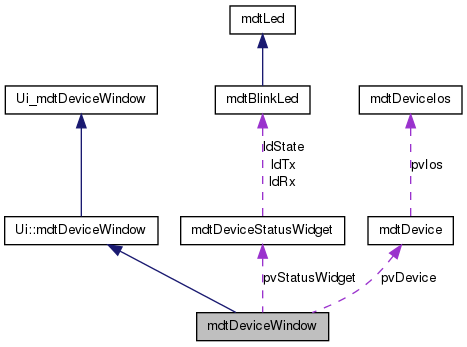 mdtLed
Ui_mdtDeviceWindow
mdtBlinkLed
mdtDeviceIos
ldState
ldTx
ldRx
pvIos
Ui::mdtDeviceWindow
mdtDeviceStatusWidget
mdtDevice
pvStatusWidget
pvDevice
mdtDeviceWindow